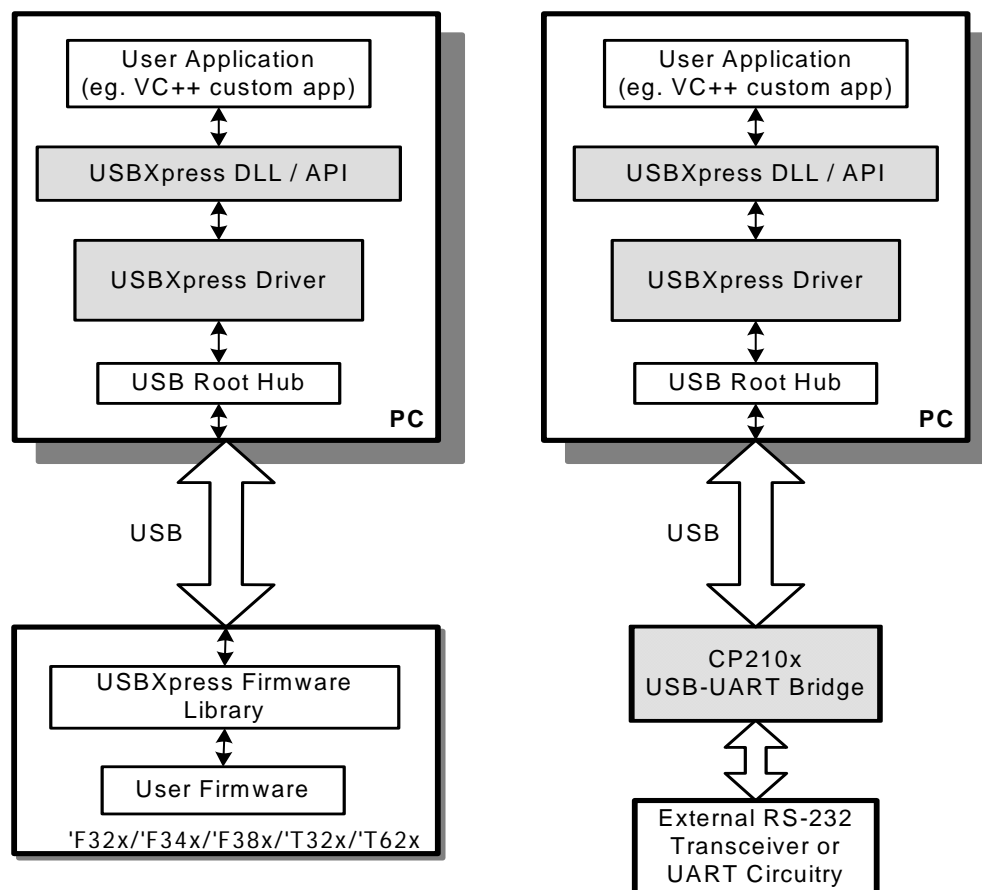 User Application
(eg. VC++ custom app)
USBXpress DLL / API
USBXpress Driver
USB Root Hub
PC
USB
USBXpress Firmware
Library
User Firmware
'F32x/'F34x/'F38x/'T32x/'T62x
User Application
(eg. VC++ custom app)
USBXpress DLL / API
USBXpress Driver
USB Root Hub
PC
USB
CP210x
USB-UART Bridge
External RS-232
Transceiver or
UART Circuitry